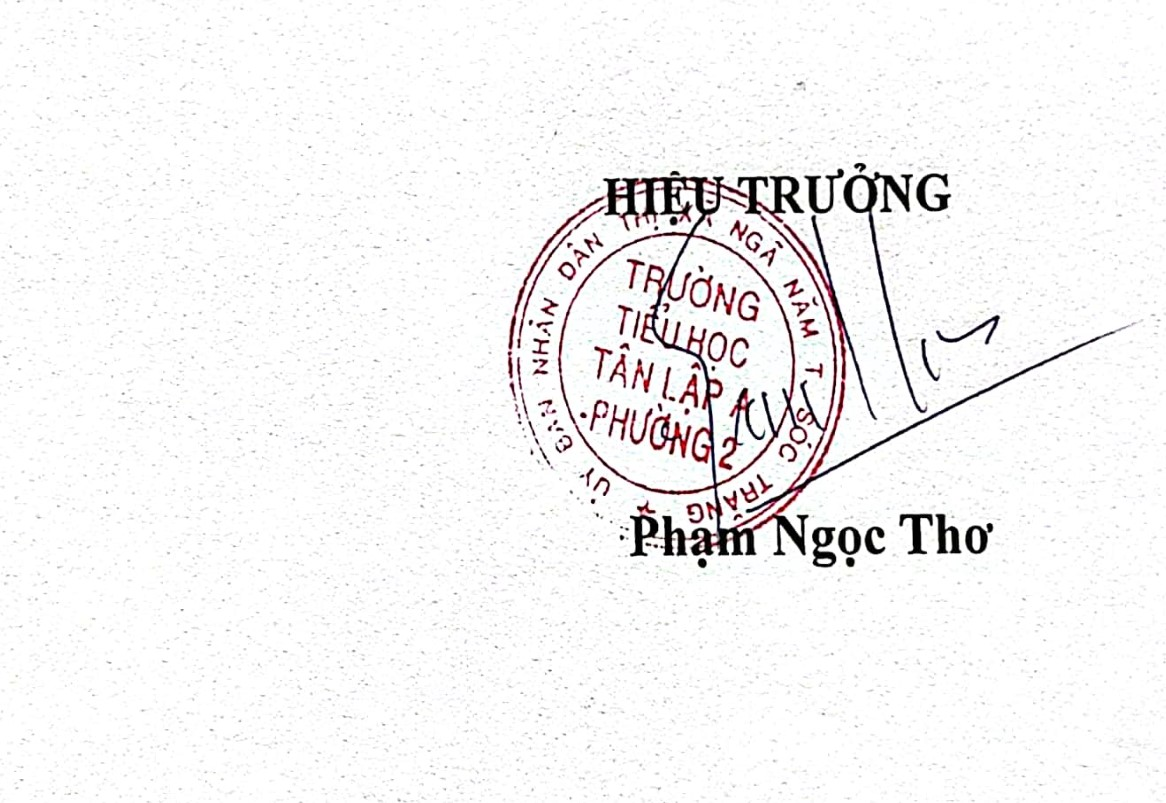 HIỆU TRƯỞNG
ỦY BAN NHÂN DÂN THỊ XÃ NGÃ NĂM T SÓC TRĂNG
TRƯỜNG
TIỂU HỌC
TÂN LẬP A
PHƯỜNG 2
Phạm Ngọc Thơ